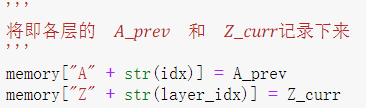 '''
将即各层的 A_prev 和 Z_curr记录下来
'''
memory["A" + str(idx)] = A_prev
memory["Z" + str(layer_idx)] = Z_curr